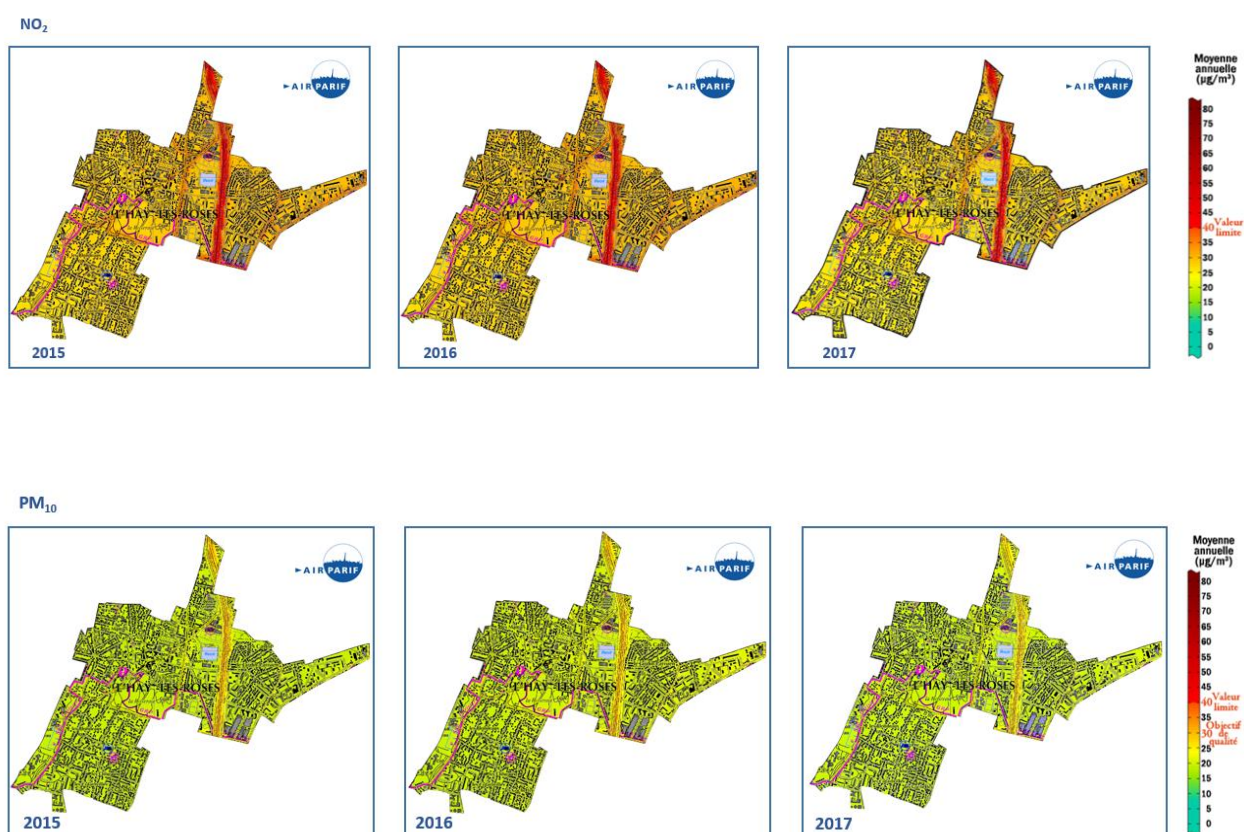 NO₂
►AIRPARIF
L'HAY-LES-ROSES
2015
►AIRPARIF
L'HAY-LES-ROSES
2016
►AIRPARIF
L'HAY-LES-ROSES
2017
Moyenne
annuelle
(µg/m³)
80
75
70
65
60
55
50
45
40 Valeur
limite
35
30
25
20
15
10
5
0
PM₁₀
►AIRPARIF
L'HAY-LES-ROSES
2015
►AIRPARIF
L'HAY-LES-ROSES
2016
►AIRPARIF
L'HAY-LES-ROSES
2017
Moyenne
annuelle
(µg/m³)
80
75
70
65
60
55
50
45
40 Valeur
limite
35
Objectif
30 de
qualité
25
20
15
10
5
0